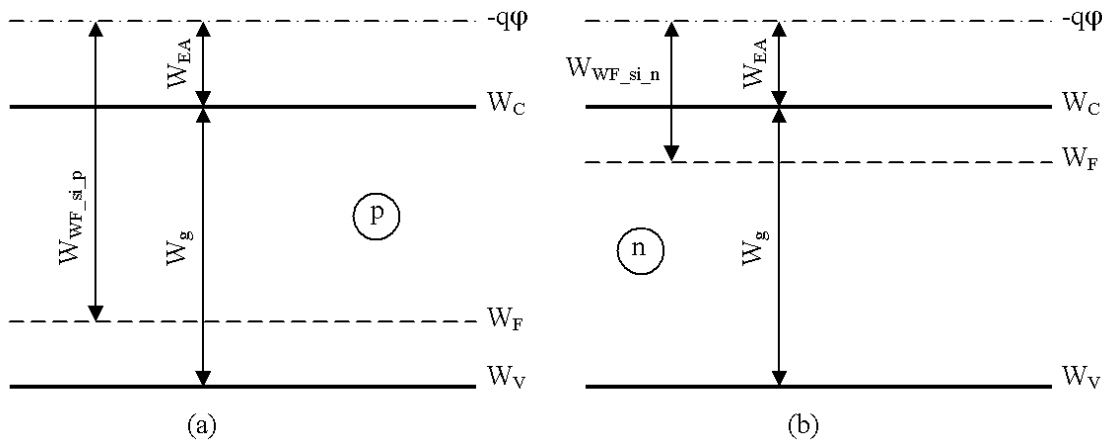 -qφ
W_EA
W_C
W_WF_si_p
p
W_g
W_F
W_V
(a)
-qφ
W_WF_si_n
W_EA
W_C
W_F
n
W_g
W_V
(b)